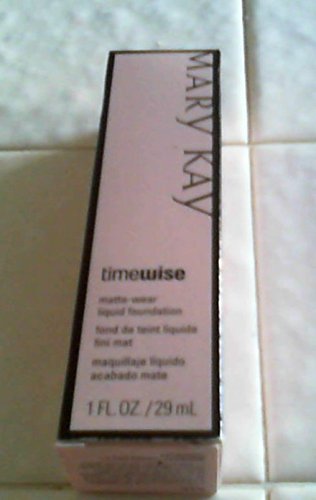 MARY KAY
timewise
matte-wear
liquid foundation
fond de teint liquide
fini mat
maquillaje líquido
acabado mate
1 FL. OZ. / 29 mL